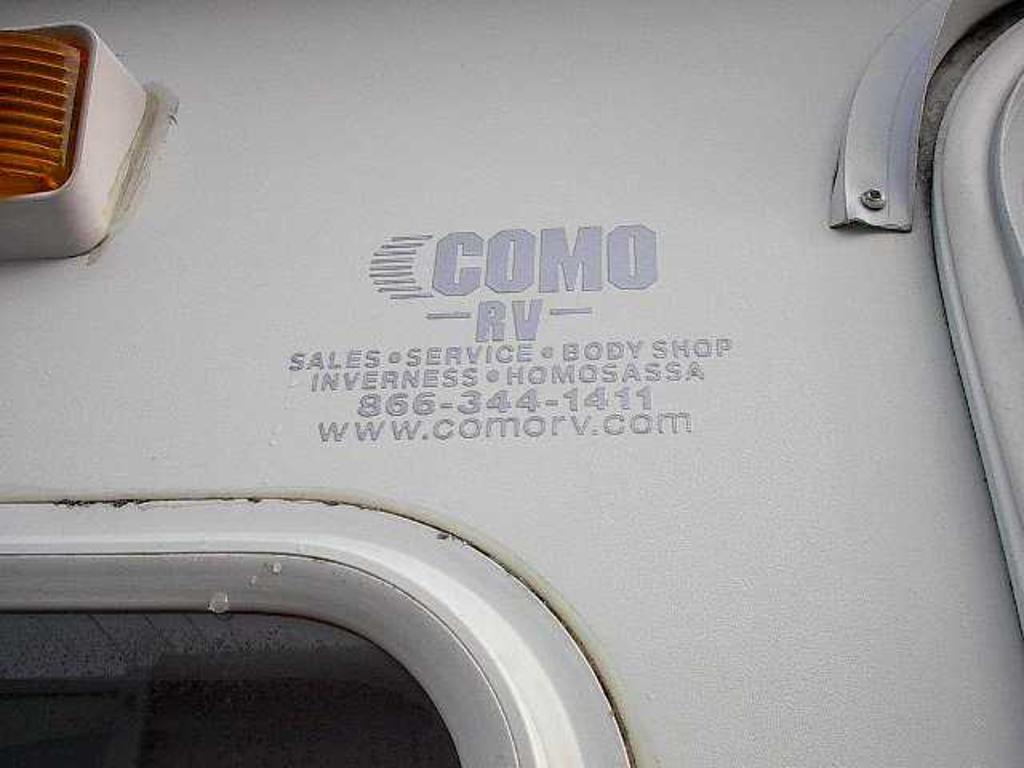 COMO
RV
SALES • SERVICE • BODY SHOP
INVERNESS • HOMOSASSA
866-344-1411
www.comorv.com